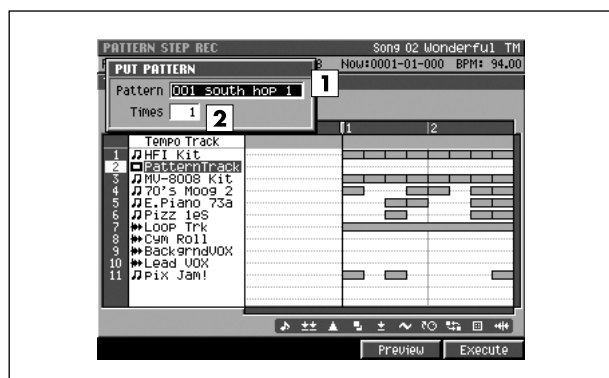 PATTERN STEP REC Song 02 Wonderful TM
Now:0001-01-000 BPM: 94.00
PUT PATTERN
Pattern 001 south hop 1
1
Times 1
2
1 2
Tempo Track
1 HFI Kit
2 PatternTrack
3 MV-8008 Kit
4 70's Moog 2
5 E.Piano 73a
6 Pizz 1eS
7 Loop Trk
8 Cym Roll
9 BackgrndVOX
10 Lead VOX
11 Pix Jam!
Preview Execute